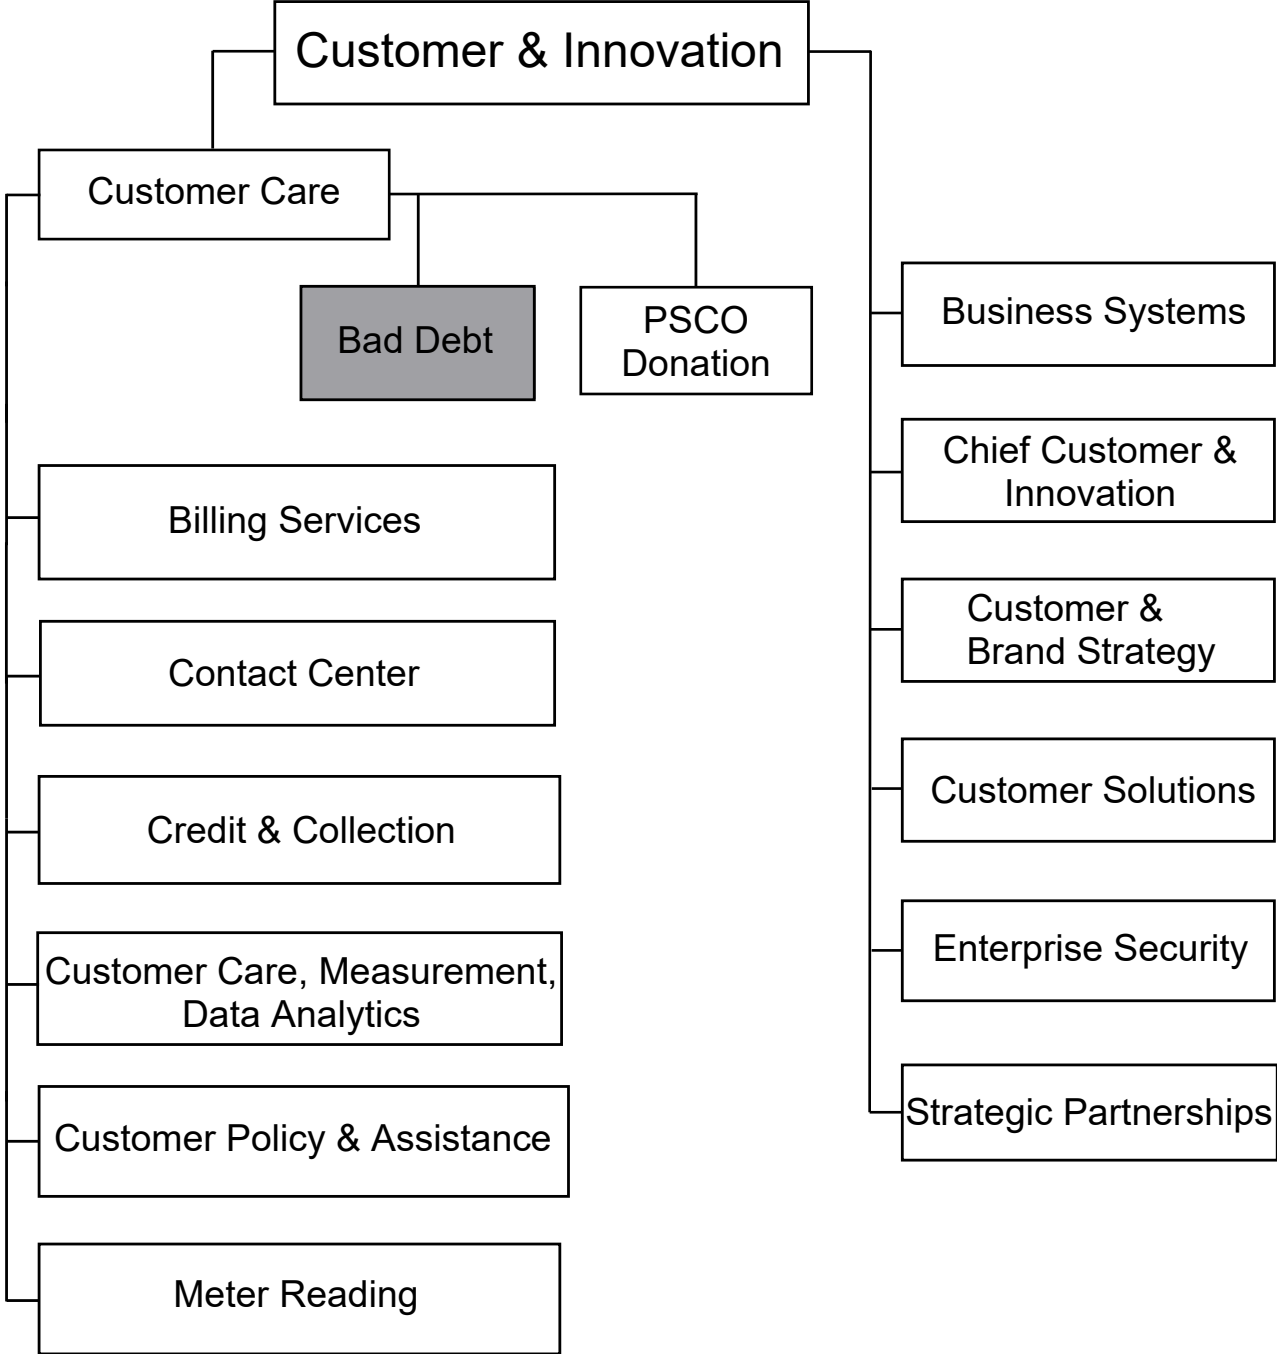 Customer & Innovation
Customer Care
Bad Debt
PSCO
Donation
Billing Services
Contact Center
Credit & Collection
Customer Care, Measurement,
Data Analytics
Customer Policy & Assistance
Meter Reading
Business Systems
Chief Customer &
Innovation
Customer &
Brand Strategy
Customer Solutions
Enterprise Security
Strategic Partnerships